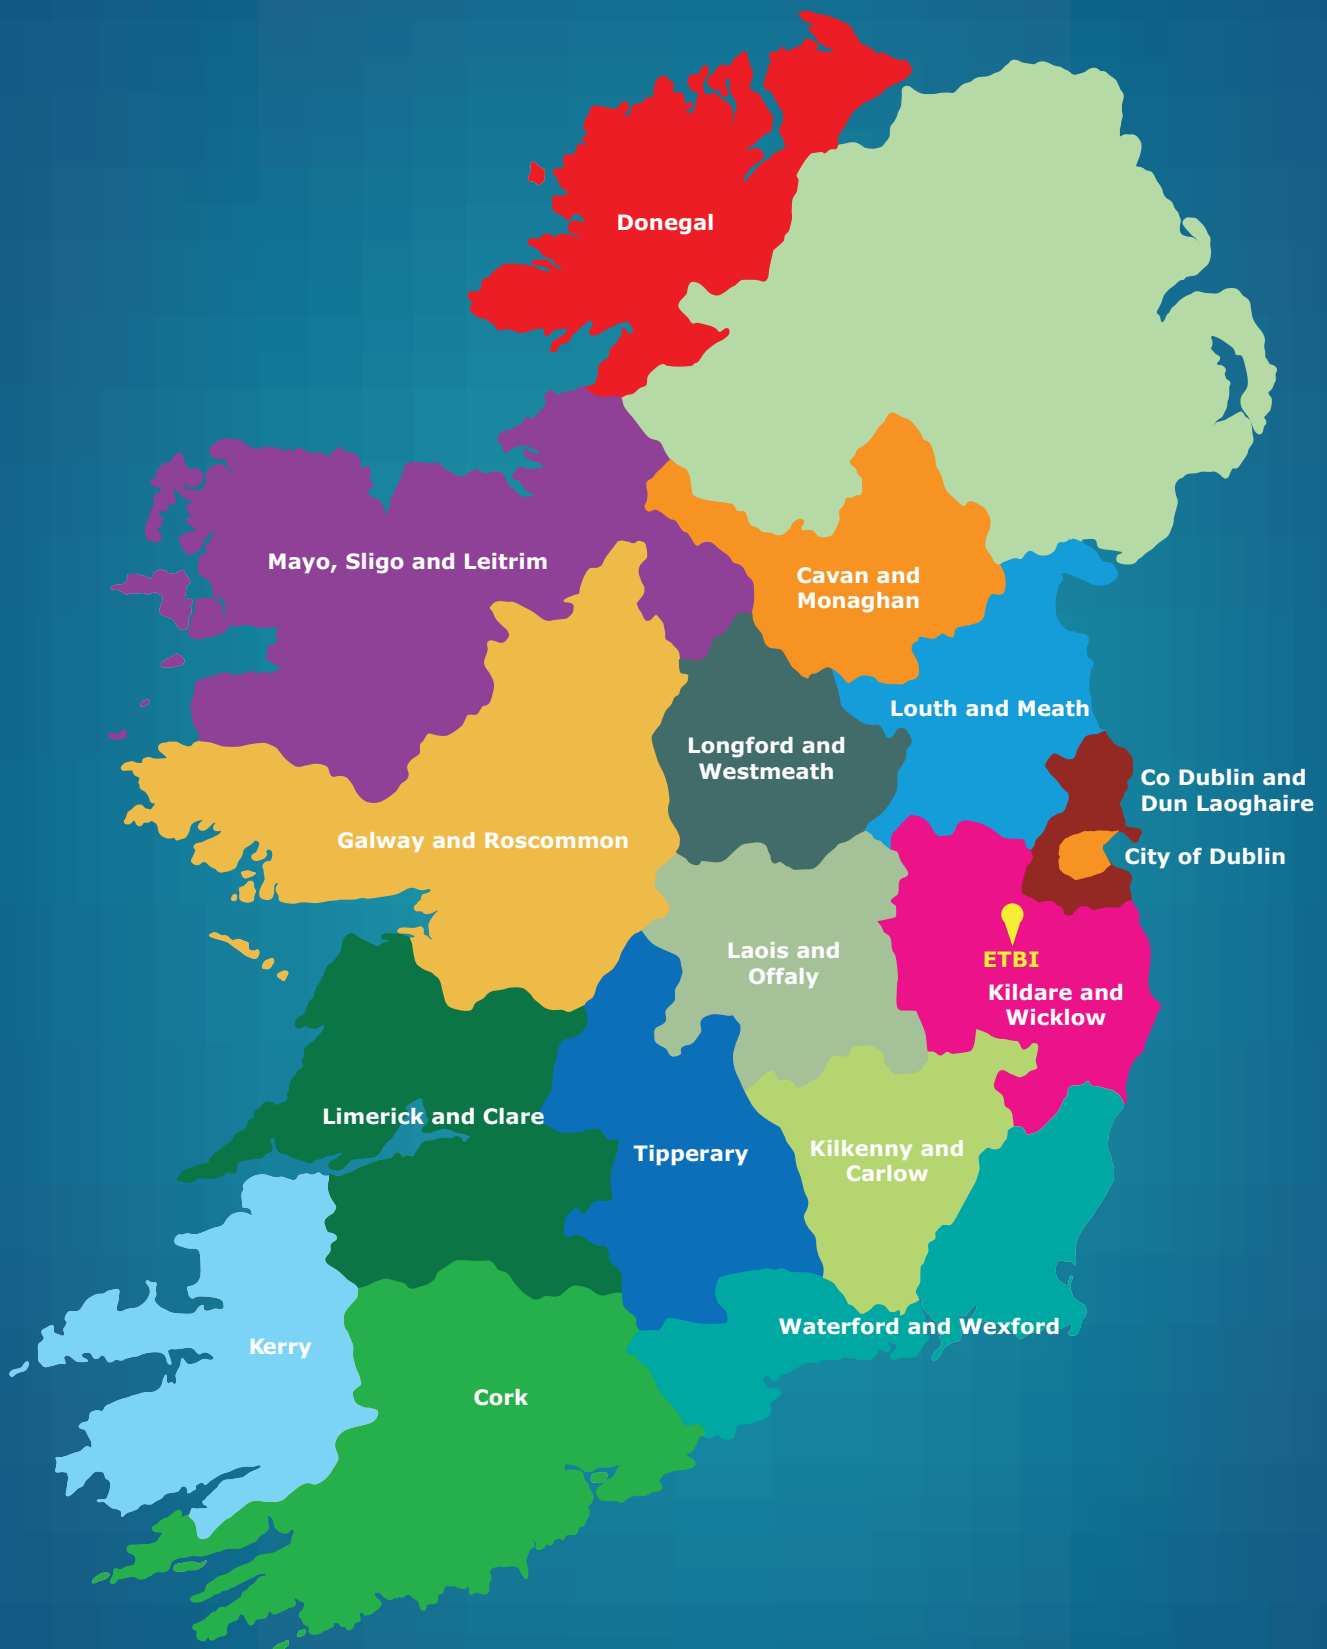 Donegal
Mayo, Sligo and Leitrim
Cavan and
Monaghan
Louth and Meath
Longford and
Westmeath
Co Dublin and
Dun Laoghaire
Galway and Roscommon
City of Dublin
Laois and
Offaly
ETBI
Kildare and
Wicklow
Limerick and Clare
Tipperary
Kilkenny and
Carlow
Waterford and Wexford
Kerry
Cork